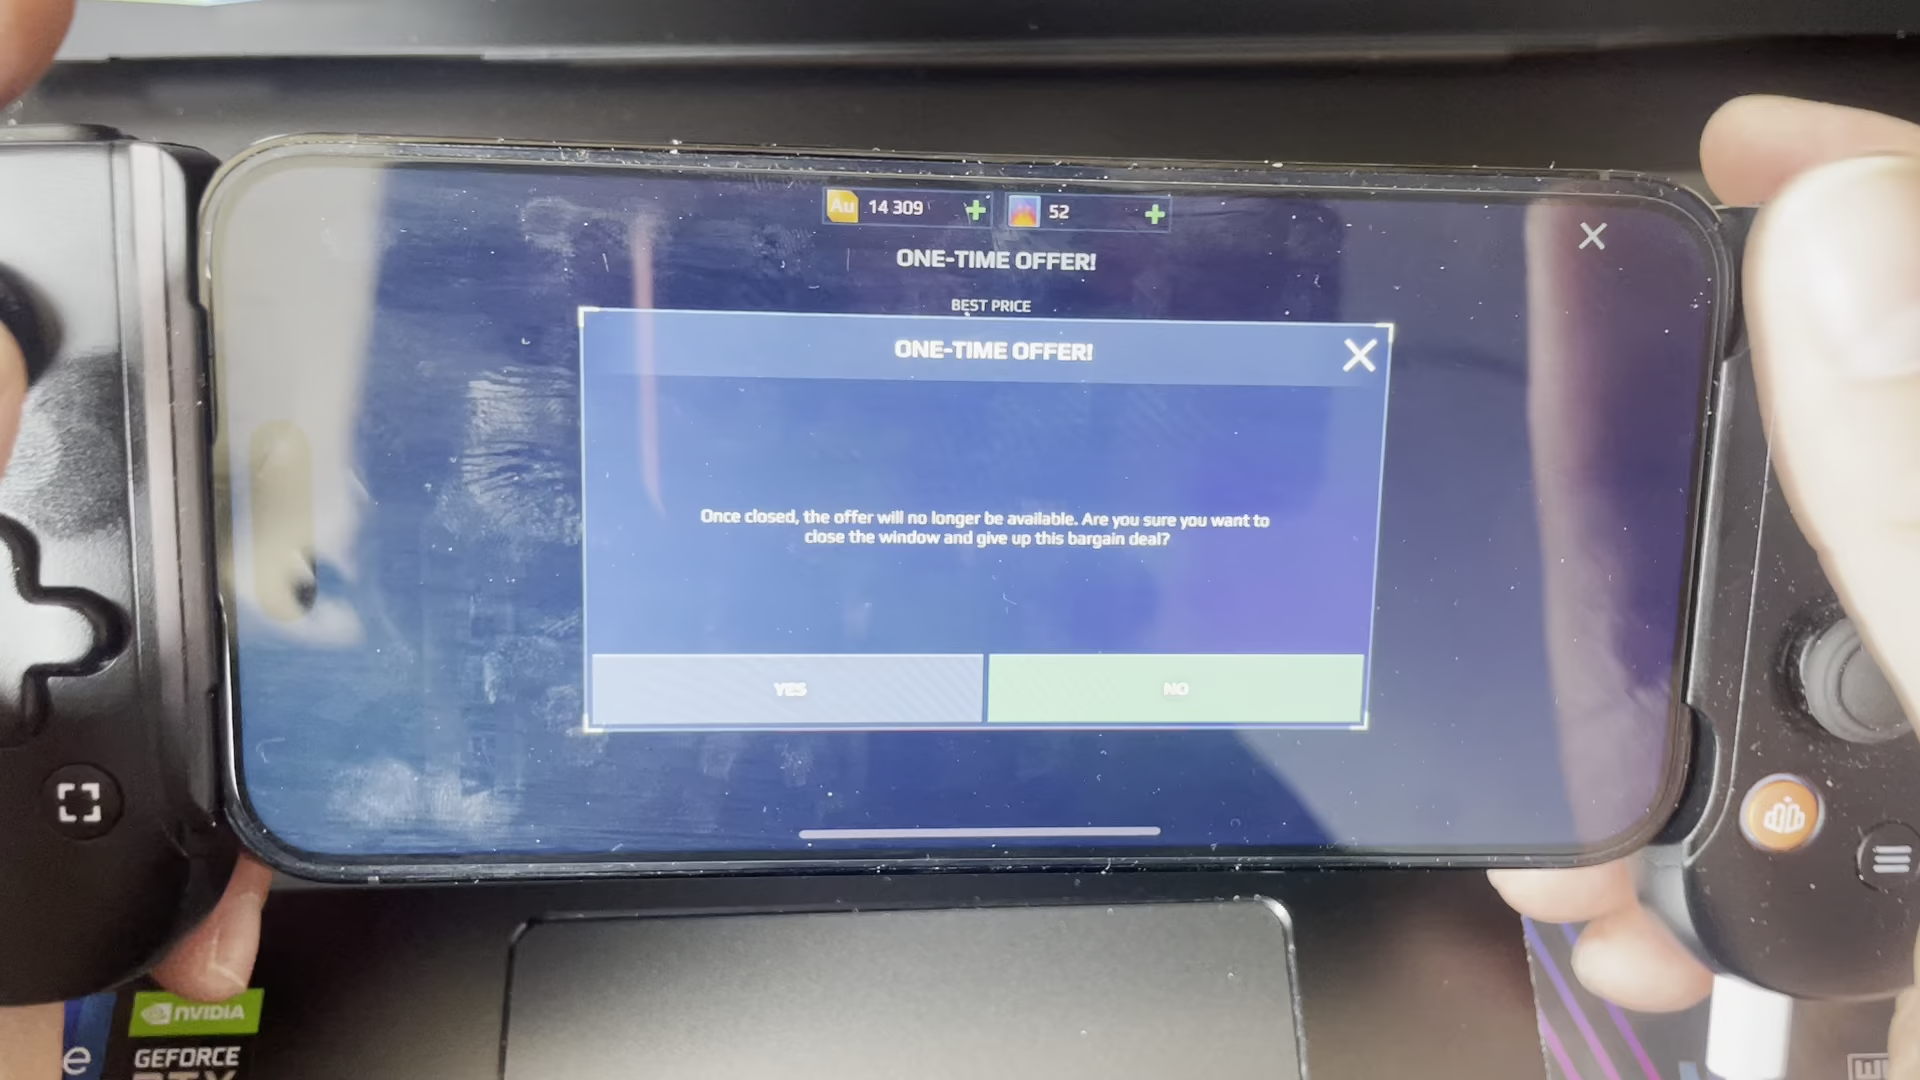 Au 14 309 + 52 +
ONE-TIME OFFER!
BEST PRICE
ONE-TIME OFFER!
Once closed, the offer will no longer be available. Are you sure you want to
close the window and give up this bargain deal?
YES
NO
NVIDIA
GEFORCE
RTX
e